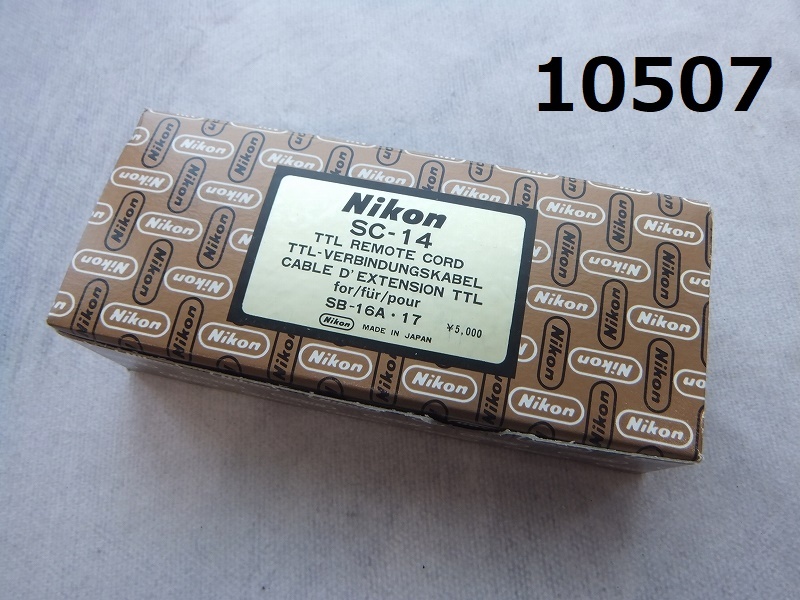 10507
Nikon
SC-14
TTL REMOTE CORD
TTL-VERBINDUNGSKABEL
CABLE D'EXTENSION TTL
for/für/pour
SB-16A・17
Nikon MADE IN JAPAN ¥5,000